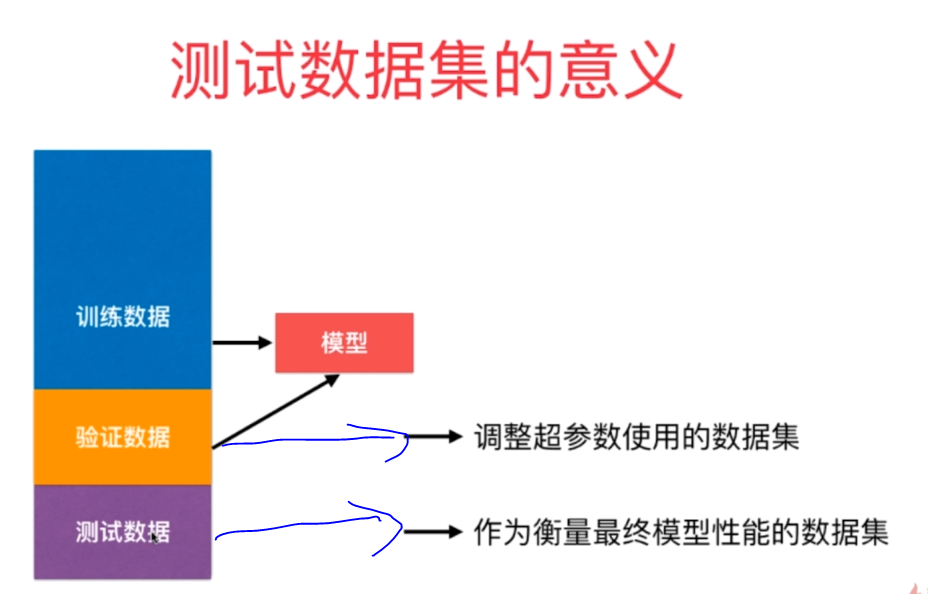 测试数据集的意义
训练数据
模型
验证数据
调整超参数使用的数据集
测试数据
作为衡量最终模型性能的数据集